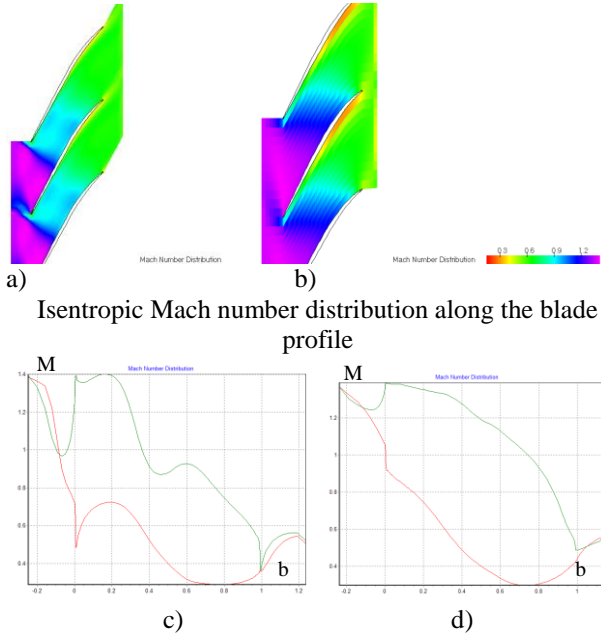 Mach Number Distribution
Mach Number Distribution
0.3 0.6 0.9 1.2
a) b)
Isentropic Mach number distribution along the blade
profile
M
Mach Number Distribution
1.4
1.2
1
0.8
0.6
0.4
b
-0.2 0 0.2 0.4 0.6 0.8 1 1.2
c)
M
Mach Number Distribution
1.2
1
0.8
0.6
0.4
b
-0.2 0 0.2 0.4 0.6 0.8 1
d)